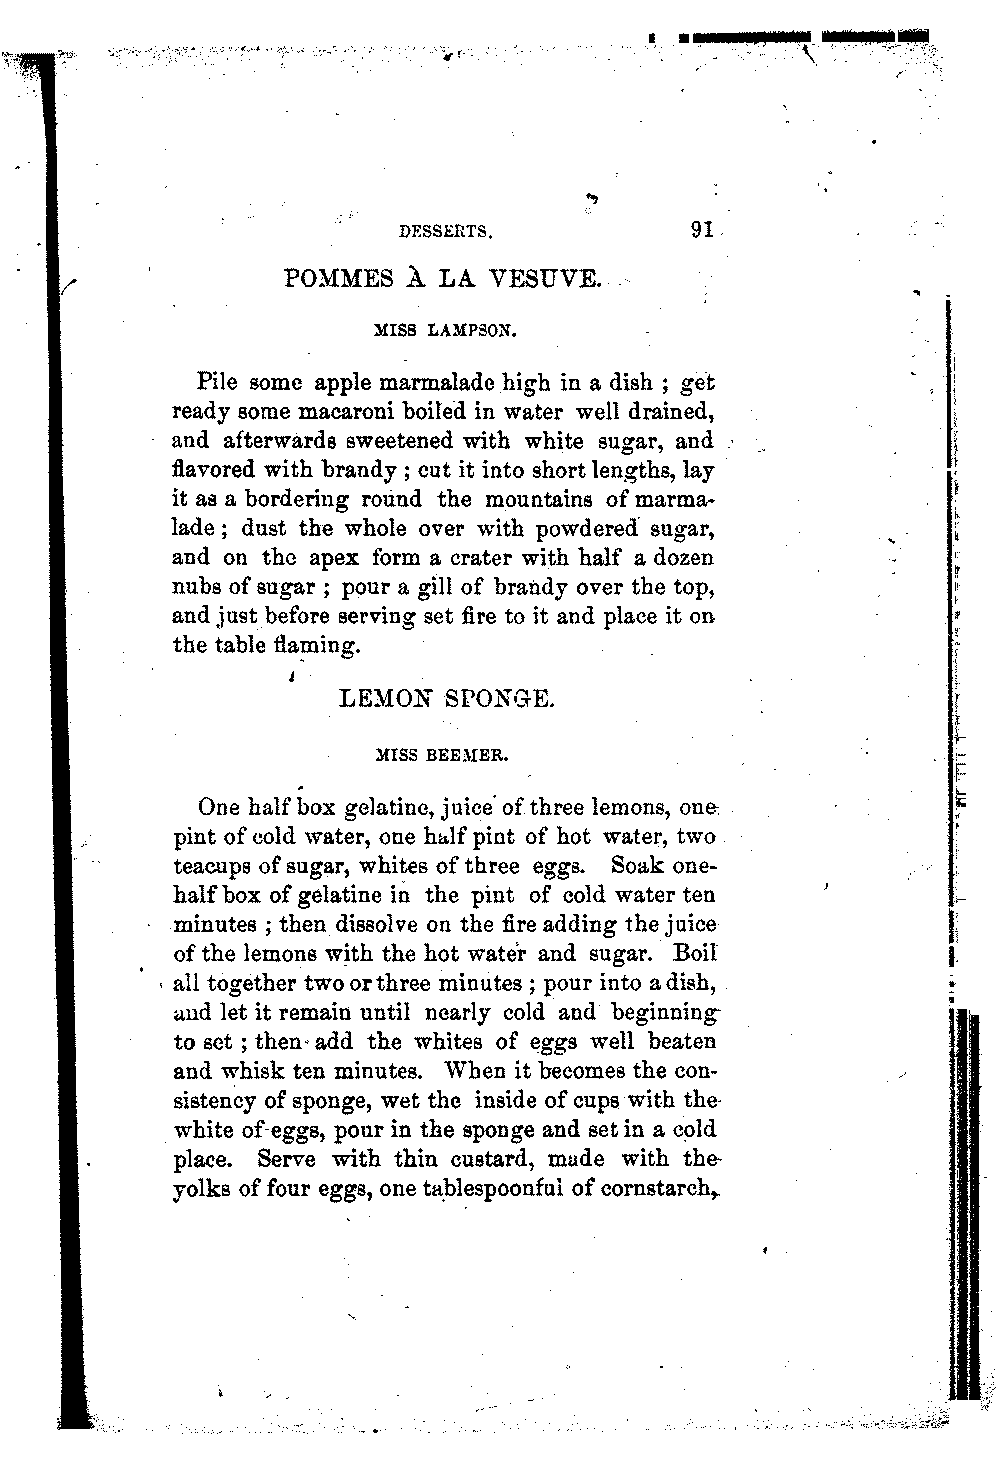 DESSERTS. 91
POMMES À LA VESUVE.
MISS LAMPSON.
Pile some apple marmalade high in a dish ; get
ready some macaroni boiled in water well drained,
and afterwards sweetened with white sugar, and
flavored with brandy ; cut it into short lengths, lay
it as a bordering round the mountains of marma-
lade ; dust the whole over with powdered sugar,
and on the apex form a crater with half a dozen
nubs of sugar ; pour a gill of brandy over the top,
and just before serving set fire to it and place it on
the table flaming.
LEMON SPONGE.
MISS BEEMER.
One half box gelatine, juice of three lemons, one
pint of cold water, one half pint of hot water, two
teacups of sugar, whites of three eggs. Soak one-
half box of gelatine in the pint of cold water ten
minutes ; then dissolve on the fire adding the juice
of the lemons with the hot water and sugar. Boil
all together two or three minutes ; pour into a dish,
and let it remain until nearly cold and beginning
to set ; then add the whites of eggs well beaten
and whisk ten minutes. When it becomes the con-
sistency of sponge, wet the inside of cups with the
white of eggs, pour in the sponge and set in a cold
place. Serve with thin custard, made with the
yolks of four eggs, one tablespoonful of cornstarch,